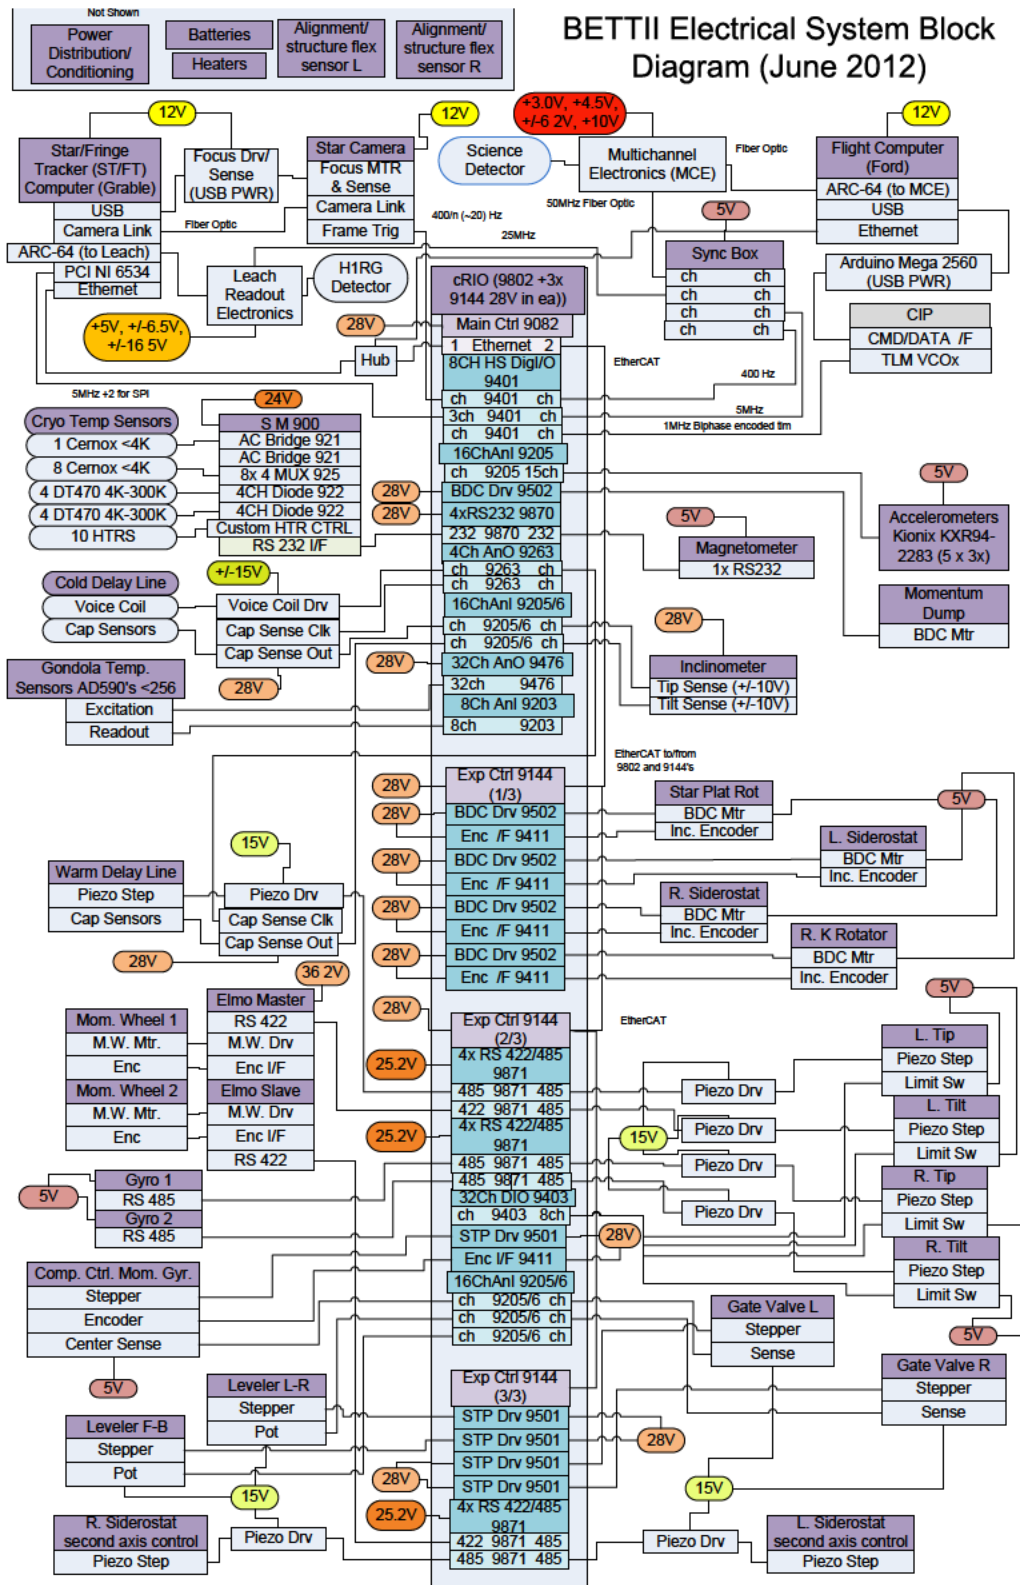 Not Shown
Power
Distribution/
Conditioning
Batteries
Heaters
Alignment/
structure flex
sensor L
Alignment/
structure flex
sensor R
BETTII Electrical System Block
Diagram (June 2012)
12V
Star/Fringe
Tracker (ST/FT)
Computer (Grable)
USB
Camera Link
ARC-64 (to Leach)
PCI NI 6534
Ethernet
Focus Drv/
Sense
(USB PWR)
Fiber Optic
12V
Star Camera
Focus MTR
& Sense
Camera Link
Frame Trig
+3.0V, +4.5V,
+/-6 2V, +10V
Science
Detector
Multichannel
Electronics (MCE)
Fiber Optic
50MHz Fiber Optic
12V
Flight Computer
(Ford)
ARC-64 (to MCE)
USB
Ethernet
400/n (~20) Hz
25MHz
5V
Sync Box
ch ch
ch ch
ch ch
ch ch
Arduino Mega 2560
(USB PWR)
CIP
CMD/DATA /F
TLM VCOx
Leach
Readout
Electronics
H1RG
Detector
+5V, +/-6.5V,
+/-16 5V
28V
Hub
cRIO (9802 +3x
9144 28V in ea))
Main Ctrl 9082
1 Ethernet 2
8CH HS DigI/O
9401
ch 9401 ch
3ch 9401 ch
ch 9401 ch
16ChAnI 9205
ch 9205 15ch
BDC Drv 9502
4xRS232 9870
232 9870 232
4Ch AnO 9263
ch 9263 ch
ch 9263 ch
16ChAnI 9205/6
ch 9205/6 ch
ch 9205/6 ch
32Ch AnO 9476
32ch 9476
8Ch AnI 9203
8ch 9203
EtherCAT
400 Hz
5MHz
1MHz Biphase encoded tlm
5MHz +2 for SPI
Cryo Temp Sensors
1 Cernox <4K
8 Cernox <4K
4 DT470 4K-300K
4 DT470 4K-300K
10 HTRS
24V
S M 900
AC Bridge 921
AC Bridge 921
8x 4 MUX 925
4CH Diode 922
4CH Diode 922
Custom HTR CTRL
RS 232 I/F
28V
28V
5V
Magnetometer
1x RS232
5V
Accelerometers
Kionix KXR94-
2283 (5 x 3x)
Momentum
Dump
BDC Mtr
Cold Delay Line
Voice Coil
Cap Sensors
+/-15V
Voice Coil Drv
Cap Sense Clk
Cap Sense Out
28V
28V
28V
Inclinometer
Tip Sense (+/-10V)
Tilt Sense (+/-10V)
Gondola Temp.
Sensors AD590's <256
Excitation
Readout
EtherCAT to/from
9802 and 9144's
28V
28V
28V
28V
28V
Exp Ctrl 9144
(1/3)
BDC Drv 9502
Enc /F 9411
BDC Drv 9502
Enc /F 9411
BDC Drv 9502
Enc /F 9411
BDC Drv 9502
Enc /F 9411
Star Plat Rot
BDC Mtr
Inc. Encoder
5V
L. Siderostat
BDC Mtr
Inc. Encoder
R. Siderostat
BDC Mtr
Inc. Encoder
R. K Rotator
BDC Mtr
Inc. Encoder
15V
Warm Delay Line
Piezo Step
Cap Sensors
Piezo Drv
Cap Sense Clk
Cap Sense Out
28V
36 2V
Mom. Wheel 1
M.W. Mtr.
Enc
Mom. Wheel 2
M.W. Mtr.
Enc
Elmo Master
RS 422
M.W. Drv
Enc I/F
Elmo Slave
M.W. Drv
Enc I/F
RS 422
28V
25.2V
25.2V
Exp Ctrl 9144
(2/3)
4x RS 422/485
9871
485 9871 485
422 9871 485
4x RS 422/485
9871
485 9871 485
485 9871 485
32Ch DIO 9403
ch 9403 8ch
STP Drv 9501
Enc I/F 9411
16ChAnI 9205/6
ch 9205/6 ch
ch 9205/6 ch
ch 9205/6 ch
EtherCAT
Piezo Drv
Piezo Drv
15V
Piezo Drv
Piezo Drv
28V
5V
L. Tip
Piezo Step
Limit Sw
L. Tilt
Piezo Step
Limit Sw
R. Tip
Piezo Step
Limit Sw
R. Tilt
Piezo Step
Limit Sw
5V
5V
Gyro 1
RS 485
Gyro 2
RS 485
Comp. Ctrl. Mom. Gyr.
Stepper
Encoder
Center Sense
5V
Gate Valve L
Stepper
Sense
Gate Valve R
Stepper
Sense
Leveler L-R
Stepper
Pot
Leveler F-B
Stepper
Pot
15V
Exp Ctrl 9144
(3/3)
STP Drv 9501
STP Drv 9501
STP Drv 9501
STP Drv 9501
4x RS 422/485
9871
422 9871 485
485 9871 485
28V
28V
25.2V
15V
R. Siderostat
second axis control
Piezo Step
Piezo Drv
Piezo Drv
L. Siderostat
second axis control
Piezo Step